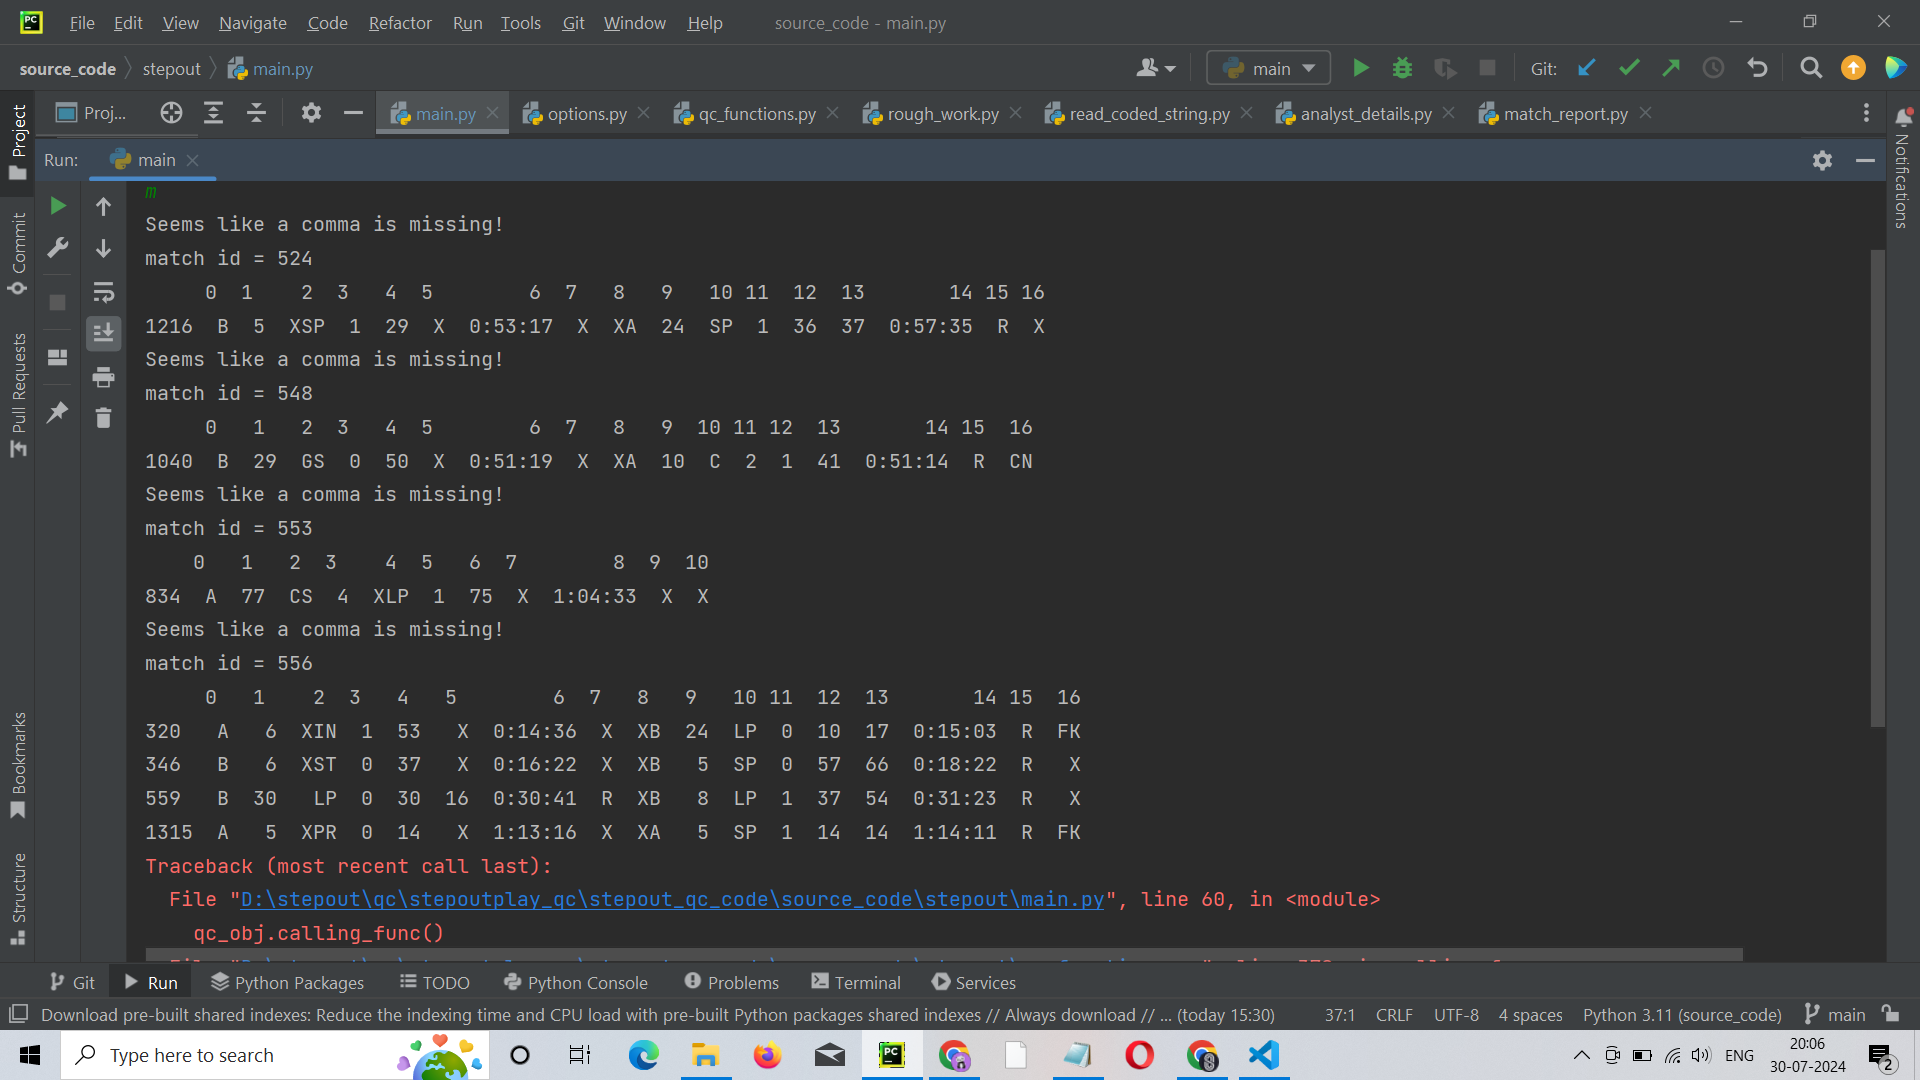 File Edit View Navigate Code Refactor Run Tools Git Window Help source_code - main.py
source_code stepout main.py main Git:
Proj... main.py options.py qc_functions.py rough_work.py read_coded_string.py analyst_details.py match_report.py
Run: main
m
Seems like a comma is missing!
match id = 524
0 1 2 3 4 5 6 7 8 9 10 11 12 13 14 15 16
1216 B 5 XSP 1 29 X 0:53:17 X XA 24 SP 1 36 37 0:57:35 R X
Seems like a comma is missing!
match id = 548
0 1 2 3 4 5 6 7 8 9 10 11 12 13 14 15 16
1040 B 29 GS 0 50 X 0:51:19 X XA 10 C 2 1 41 0:51:14 R CN
Seems like a comma is missing!
match id = 553
0 1 2 3 4 5 6 7 8 9 10
834 A 77 CS 4 XLP 1 75 X 1:04:33 X X
Seems like a comma is missing!
match id = 556
0 1 2 3 4 5 6 7 8 9 10 11 12 13 14 15 16
320 A 6 XIN 1 53 X 0:14:36 X XB 24 LP 0 10 17 0:15:03 R FK
346 B 6 XST 0 37 X 0:16:22 X XB 5 SP 0 57 66 0:18:22 R X
559 B 30 LP 0 30 16 0:30:41 R XB 8 LP 1 37 54 0:31:23 R X
1315 A 5 XPR 0 14 X 1:13:16 X XA 5 SP 1 14 14 1:14:11 R FK
Traceback (most recent call last):
File "D:\stepout\qc\stepoutplay_qc\stepout_qc_code\source_code\stepout\main.py", line 60, in <module>
qc_obj.calling_func()
Project
Commit
Pull Requests
Bookmarks
Structure
Notifications
Git Run Python Packages TODO Python Console Problems Terminal Services
Download pre-built shared indexes: Reduce the indexing time and CPU load with pre-built Python packages shared indexes // Always download // ... (today 15:30) 37:1 CRLF UTF-8 4 spaces Python 3.11 (source_code) main
Type here to search ENG 20:06
30-07-2024 2